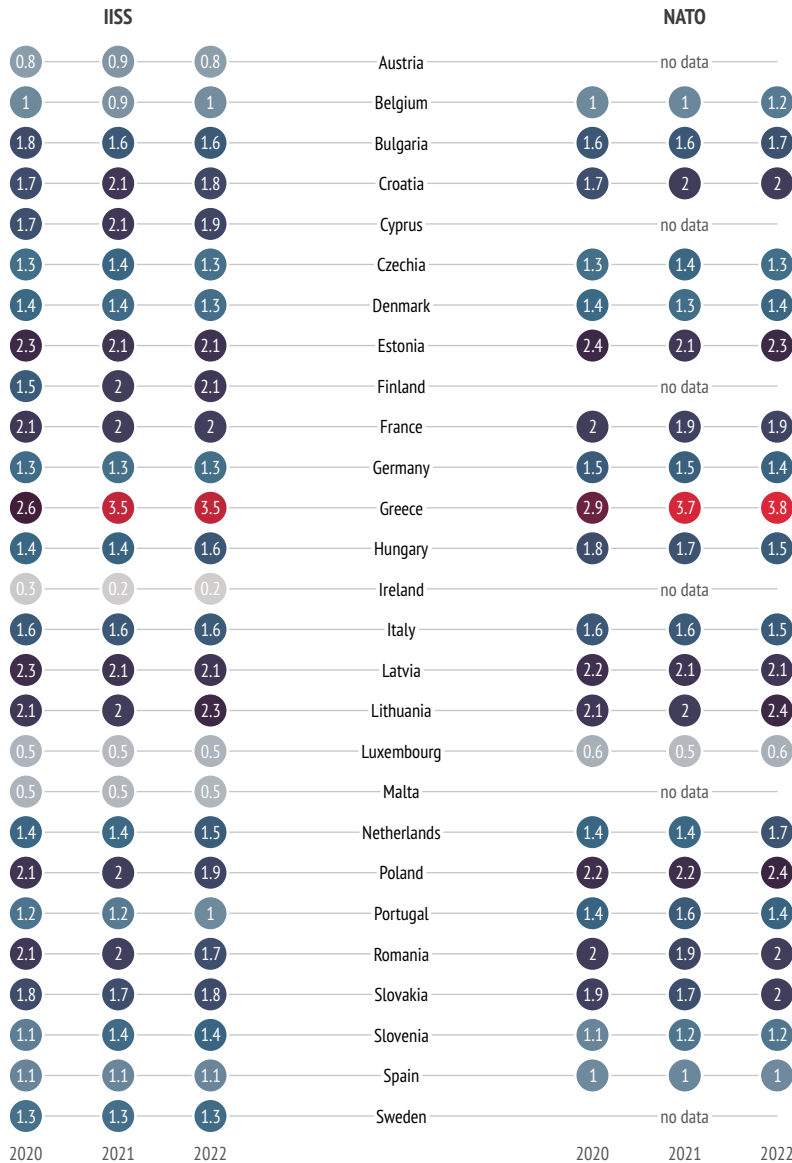 IISS NATO
0.8 0.9 0.8 Austria no data
1 0.9 1 Belgium 1 1 1.2
1.8 1.6 1.6 Bulgaria 1.6 1.6 1.7
1.7 2.1 1.8 Croatia 1.7 2 2
1.7 2.1 1.9 Cyprus no data
1.3 1.4 1.3 Czechia 1.3 1.4 1.3
1.4 1.4 1.3 Denmark 1.4 1.3 1.4
2.3 2.1 2.1 Estonia 2.4 2.1 2.3
1.5 2 2.1 Finland no data
2.1 2 2 France 2 1.9 1.9
1.3 1.3 1.3 Germany 1.5 1.5 1.4
2.6 3.5 3.5 Greece 2.9 3.7 3.8
1.4 1.4 1.6 Hungary 1.8 1.7 1.5
0.3 0.2 0.2 Ireland no data
1.6 1.6 1.6 Italy 1.6 1.6 1.5
2.3 2.1 2.1 Latvia 2.2 2.1 2.1
2.1 2 2.3 Lithuania 2.1 2 2.4
0.5 0.5 0.5 Luxembourg 0.6 0.5 0.6
0.5 0.5 0.5 Malta no data
1.4 1.4 1.5 Netherlands 1.4 1.4 1.7
2.1 2 1.9 Poland 2.2 2.2 2.4
1.2 1.2 1 Portugal 1.4 1.6 1.4
2.1 2 1.7 Romania 2 1.9 2
1.8 1.7 1.8 Slovakia 1.9 1.7 2
1.1 1.4 1.4 Slovenia 1.1 1.2 1.2
1.1 1.1 1.1 Spain 1 1 1
1.3 1.3 1.3 Sweden no data
2020 2021 2022 2020 2021 2022